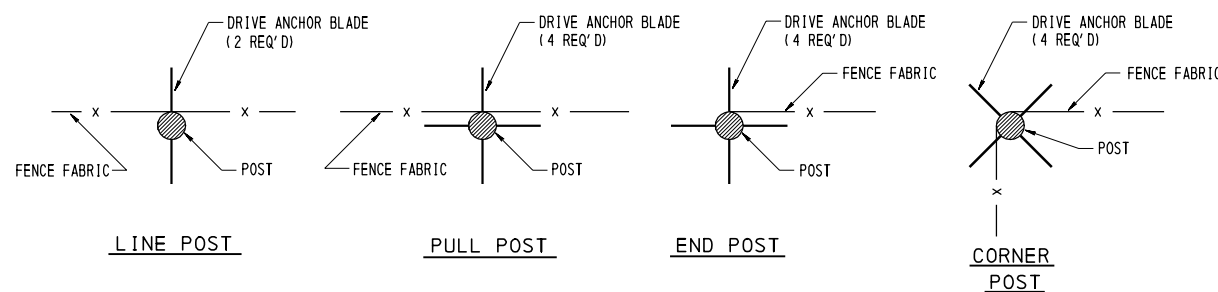 DRIVE ANCHOR BLADE
(2 REQ'D)
X
X
FENCE FABRIC
POST
LINE POST
DRIVE ANCHOR BLADE
(4 REQ'D)
X
X
FENCE FABRIC
POST
PULL POST
DRIVE ANCHOR BLADE
(4 REQ'D)
FENCE FABRIC
X
POST
END POST
DRIVE ANCHOR BLADE
(4 REQ'D)
FENCE FABRIC
X
POST
X
CORNER
POST